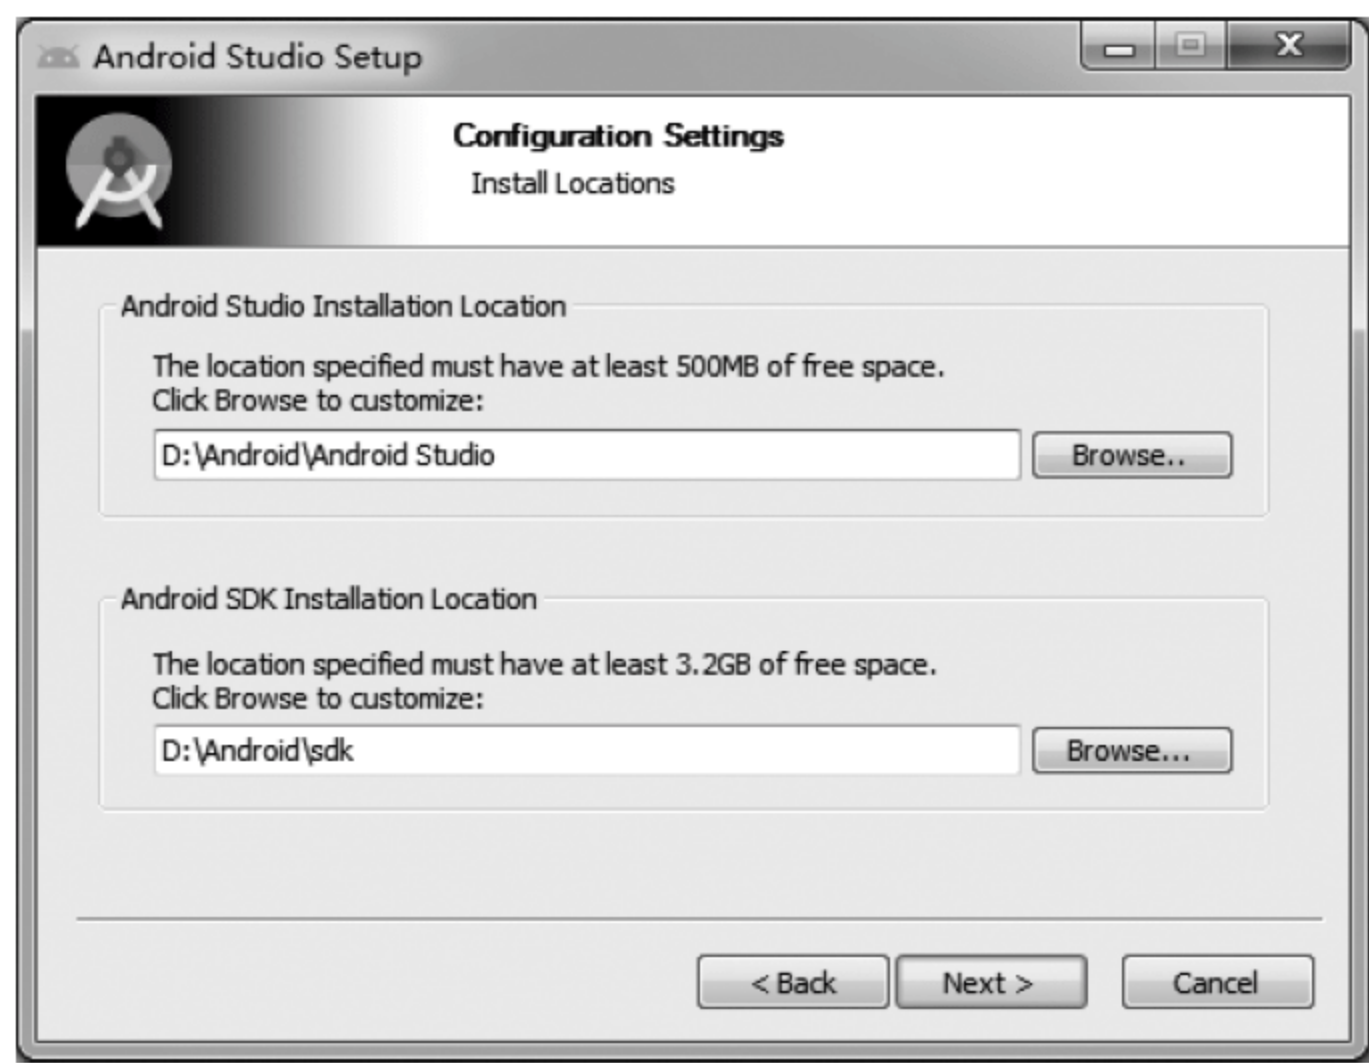 Android Studio Setup
Configuration Settings
Install Locations
Android Studio Installation Location
The location specified must have at least 500MB of free space.
Click Browse to customize:
D:\Android\Android Studio
Browse..
Android SDK Installation Location
The location specified must have at least 3.2GB of free space.
Click Browse to customize:
D:\Android\sdk
Browse...
< Back
Next >
Cancel